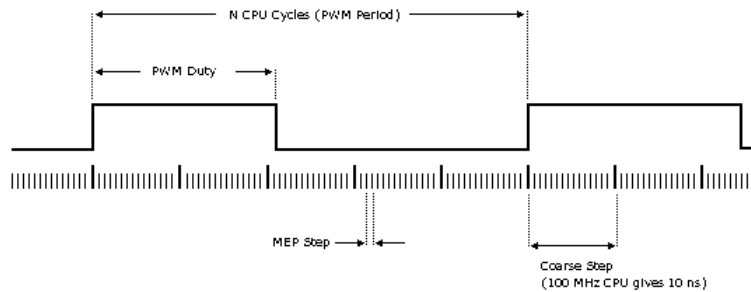 N CPU Cycles (PWM Period)
PWM Duty
MEP Step
Coarse Step
(100 MHz CPU gives 10 ns)